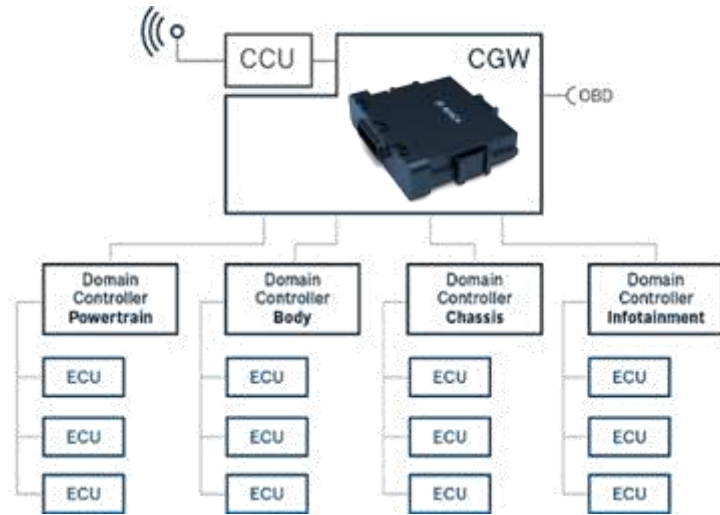 CCU
CGW
OBD
Domain
Controller
Powertrain
Domain
Controller
Body
Domain
Controller
Chassis
Domain
Controller
Infotainment
ECU
ECU
ECU
ECU
ECU
ECU
ECU
ECU
ECU
ECU
ECU
ECU